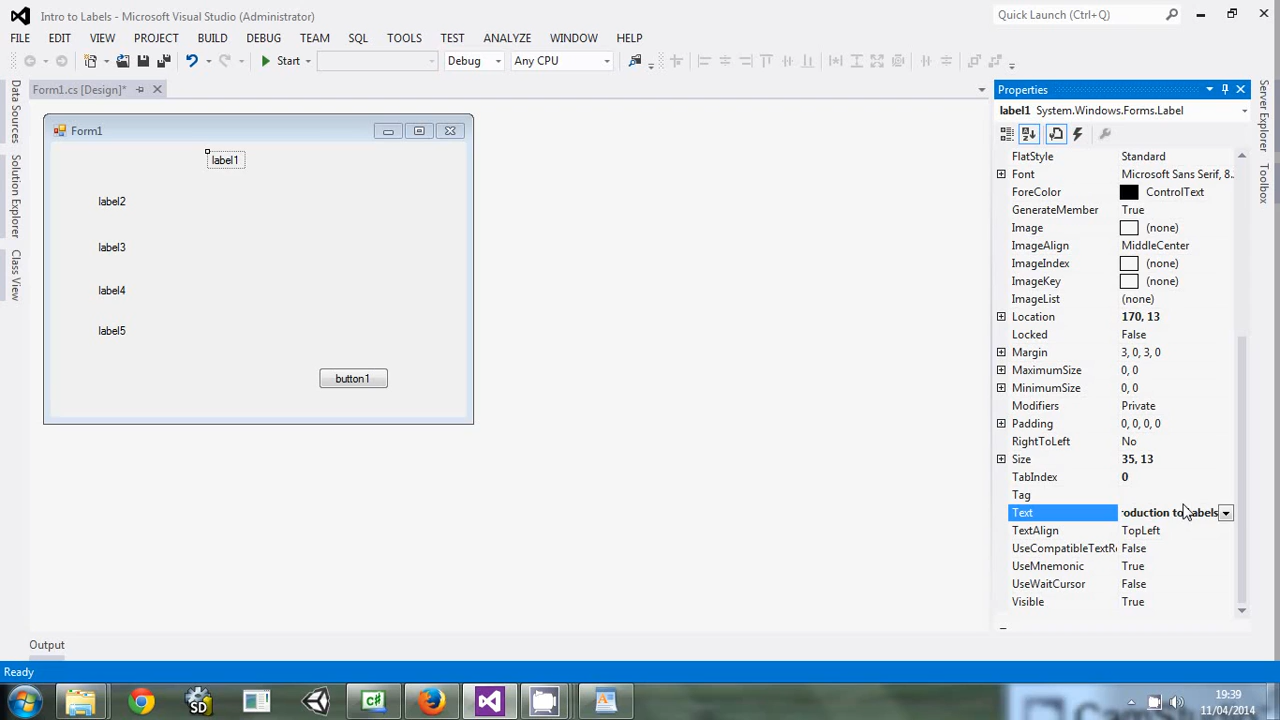 Intro to Labels - Microsoft Visual Studio (Administrator)
Quick Launch (Ctrl+Q)
FILE EDIT VIEW PROJECT BUILD DEBUG TEAM SQL TOOLS TEST ANALYZE WINDOW HELP
Start Debug Any CPU
Data Sources
Solution Explorer
Class View
Form1.cs [Design]*
Form1
label1
label2
label3
label4
label5
button1
Properties
label1 System.Windows.Forms.Label
FlatStyle Standard
Font Microsoft Sans Serif, 8..
ForeColor ControlText
GenerateMember True
Image (none)
ImageAlign MiddleCenter
ImageIndex (none)
ImageKey (none)
ImageList (none)
Location 170, 13
Locked False
Margin 3, 0, 3, 0
MaximumSize 0, 0
MinimumSize 0, 0
Modifiers Private
Padding 0, 0, 0, 0
RightToLeft No
Size 35, 13
TabIndex 0
Tag
Text oduction to Labels
TextAlign TopLeft
UseCompatibleTextRe False
UseMnemonic True
UseWaitCursor False
Visible True
Server Explorer
Toolbox
Output
Ready
SD
C#
19:39
11/04/2014